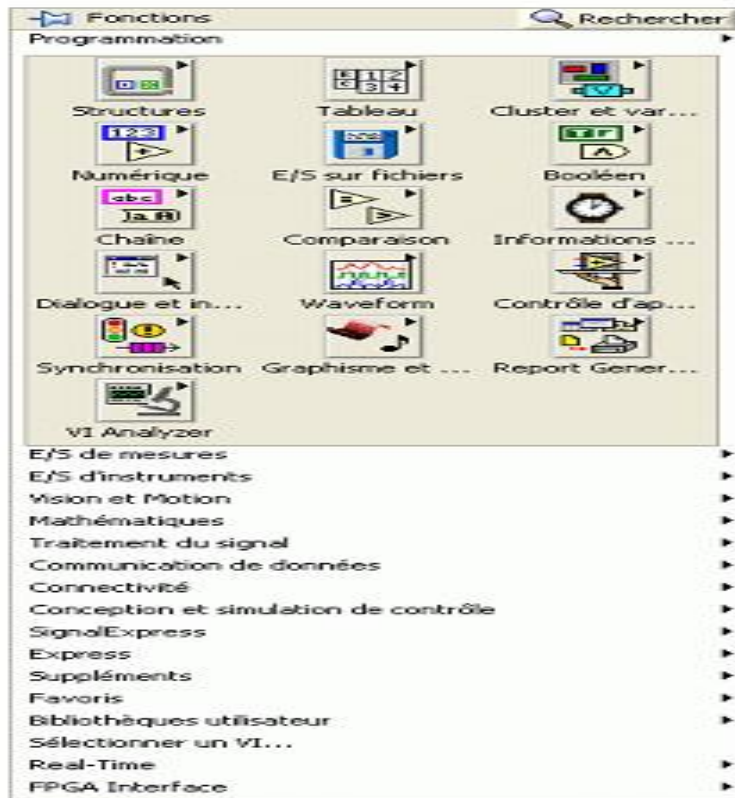 Fonctions Rechercher
Programmation
Structures Tableau Cluster et var...
Numérique E/S sur fichiers Booléen
Chaîne Comparaison Informations ...
Dialogue et in... Waveform Contrôle d'ap...
Synchronisation Graphisme et ... Report Gener...
VI Analyzer
E/S de mesures
E/S d'instruments
Vision et Motion
Mathématiques
Traitement du signal
Communication de données
Connectivité
Conception et simulation de contrôle
SignalExpress
Express
Suppléments
Favoris
Bibliothèques utilisateur
Sélectionner un VI...
Real-Time
FPGA Interface